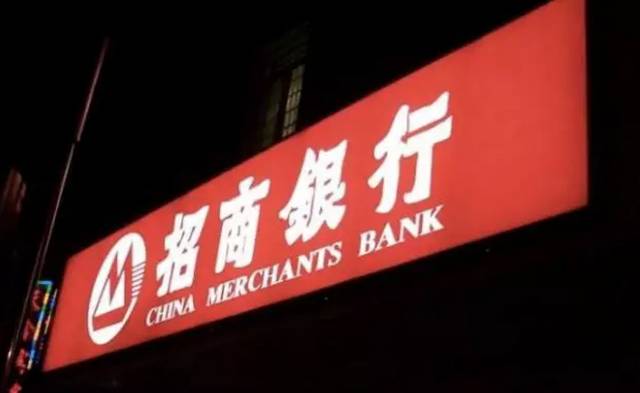 招商銀行
CHINA MERCHANTS BANK